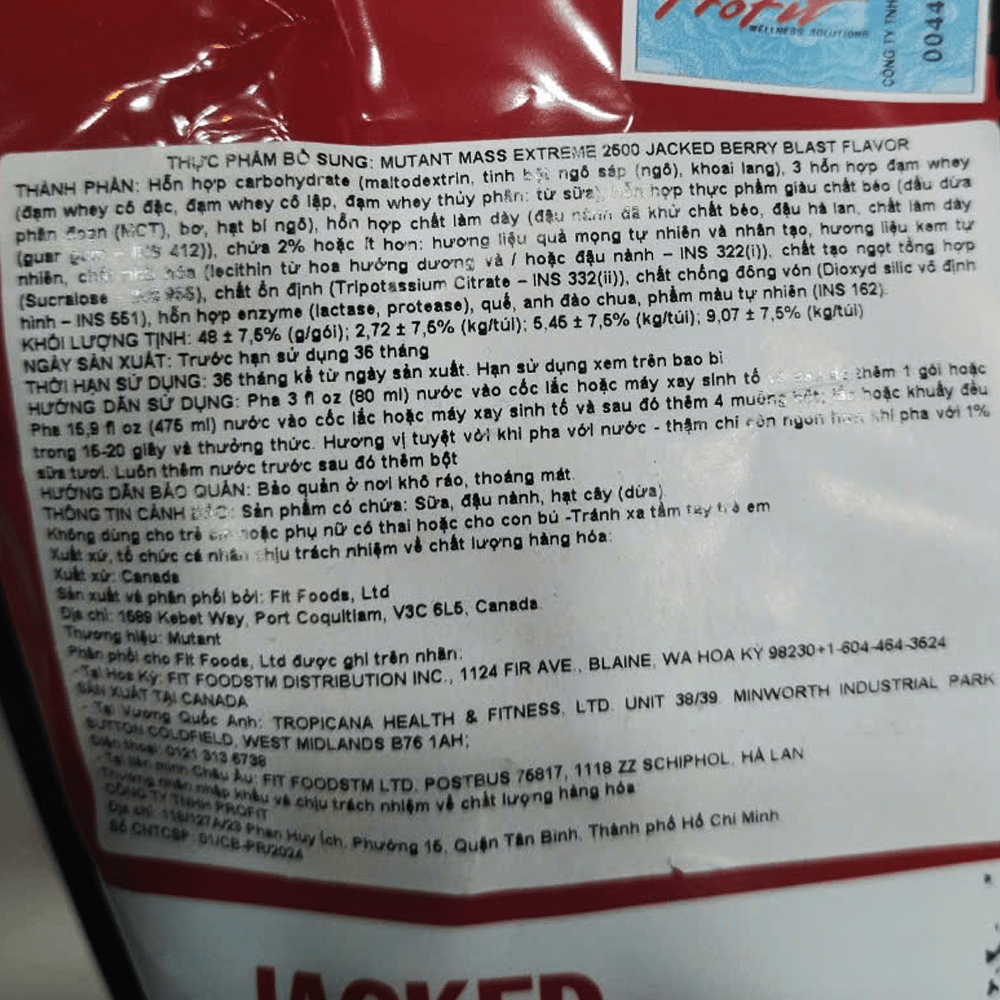 Profit
WELLNESS SOLUTIONS
CÔNG TY TNH
0044
THỰC PHẨM BỔ SUNG: MUTANT MASS EXTREME 2500 JACKED BERRY BLAST FLAVOR
THÀNH PHẦN: Hỗn hợp carbohydrate (maltodextrin, tinh bột ngô sáp (ngô), khoai lang), 3 hỗn hợp đạm whey
(đạm whey cô đặc, đạm whey cô lập, đạm whey thủy phân: từ sữa), hỗn hợp thực phẩm giàu chất béo (dầu dừa
phân đoạn (MCT), bơ, hạt bí ngô), hỗn hợp chất làm dày (đậu nành đã khử chất béo, đậu hà lan, chất làm dày
(guar 412)), chứa 2% hoặc ít hơn: hương liệu quả mọng tự nhiên và nhân tạo, hương liệu kem tự
nhiên, hóa (lecithin từ hoa hướng dương và / hoặc đậu nành – INS 322(i)), chất tạo ngọt tổng hợp
(Sucralose 955), chất ổn định (Tripotassium Citrate – INS 332(ii)), chất chống đông vón (Dioxyd silic vô định
hình – INS 551), hỗn hợp enzyme (lactase, protease), quế, anh đào chua, phẩm màu tự nhiên (INS 162).
KHỐI LƯỢNG TỊNH: 48 ± 7,5% (g/gói); 2,72 ± 7,5% (kg/túi); 5,45 ± 7,5% (kg/túi); 9,07 ± 7,5% (kg/túi)
NGÀY SẢN XUẤT: Trước hạn sử dụng 36 tháng
THỜI HẠN SỬ DỤNG: 36 tháng kể từ ngày sản xuất. Hạn sử dụng xem trên bao bì
HƯỚNG DẪN SỬ DỤNG: Pha 3 fl oz (80 ml) nước vào cốc lắc hoặc máy xay sinh tố thêm 1 gói hoặc
Pha 15,9 fl oz (475 ml) nước vào cốc lắc hoặc máy xay sinh tố và sau đó thêm 4 muỗng bột; lắc hoặc khuấy đều
trong 15-20 giây và thưởng thức. Hương vị tuyệt vời khi pha với nước - thậm chí còn ngon hơn khi pha với 1%
sữa tươi. Luôn thêm nước trước sau đó thêm bột
HƯỚNG DẪN BẢO QUẢN: Bảo quản ở nơi khô ráo, thoáng mát.
THÔNG TIN CẢNH BÁO: Sản phẩm có chứa: Sữa, đậu nành, hạt cây (dừa).
Không dùng cho trẻ em hoặc phụ nữ có thai hoặc cho con bú -Tránh xa tầm tay trẻ em
Xuất xứ, tổ chức cá nhân chịu trách nhiệm về chất lượng hàng hóa:
Xuất xứ: Canada
Sản xuất và phân phối bởi: Fit Foods, Ltd
Địa chỉ: 1589 Kebet Way, Port Coquitlam, V3C 6L5, Canada.
Thương hiệu: Mutant
Phân phối cho Fit Foods, Ltd được ghi trên nhãn:
- Tại Hoa Kỳ: FIT FOODSTM DISTRIBUTION INC., 1124 FIR AVE., BLAINE, WA HOA KỲ 98230+1-604-464-3524
SẢN XUẤT TẠI CANADA
- Tại Vương Quốc Anh: TROPICANA HEALTH & FITNESS, LTD. UNIT 38/39 MINWORTH INDUSTRIAL PARK
SUTTON COLDFIELD, WEST MIDLANDS B76 1AH;
Điện thoại: 0121 313 6738
- Tại liên minh Châu Âu: FIT FOODSTM LTD. POSTBUS 75817, 1118 ZZ SCHIPHOL, HÀ LAN
Thương nhân nhập khẩu và chịu trách nhiệm về chất lượng hàng hóa
CÔNG TY TNHH PROFIT
Địa chỉ: 118/127A/23 Phan Huy Ích, Phường 15, Quận Tân Bình, Thành phố Hồ Chí Minh
Số CNTCSP: 01/CB-PR/2024
JACKED